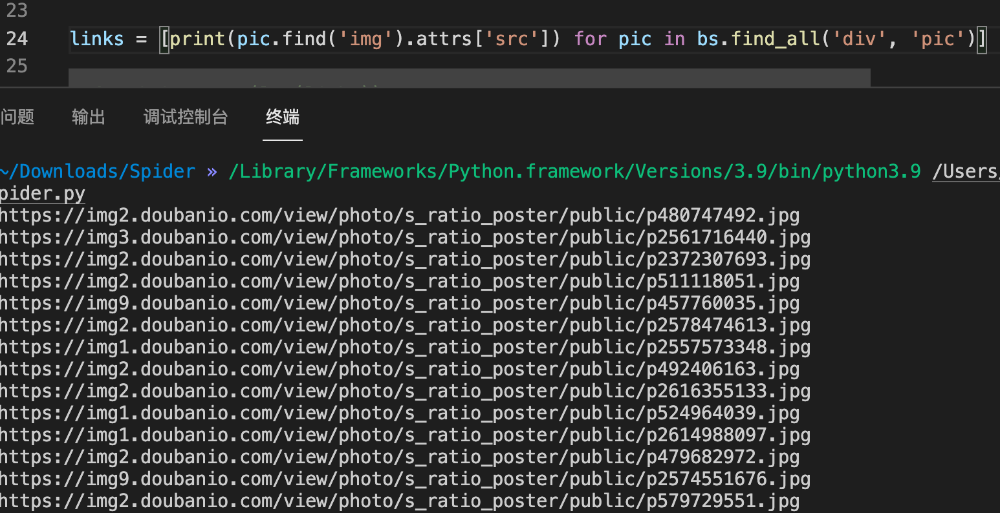 23
24 links = [print(pic.find('img').attrs['src']) for pic in bs.find_all('div', 'pic')]
25
问题 输出 调试控制台 终端
~/Downloads/Spider » /Library/Frameworks/Python.framework/Versions/3.9/bin/python3.9 /Users/
pider.py
https://img2.doubanio.com/view/photo/s_ratio_poster/public/p480747492.jpg
https://img3.doubanio.com/view/photo/s_ratio_poster/public/p2561716440.jpg
https://img2.doubanio.com/view/photo/s_ratio_poster/public/p2372307693.jpg
https://img2.doubanio.com/view/photo/s_ratio_poster/public/p511118051.jpg
https://img9.doubanio.com/view/photo/s_ratio_poster/public/p457760035.jpg
https://img2.doubanio.com/view/photo/s_ratio_poster/public/p2578474613.jpg
https://img1.doubanio.com/view/photo/s_ratio_poster/public/p2557573348.jpg
https://img2.doubanio.com/view/photo/s_ratio_poster/public/p492406163.jpg
https://img2.doubanio.com/view/photo/s_ratio_poster/public/p2616355133.jpg
https://img1.doubanio.com/view/photo/s_ratio_poster/public/p524964039.jpg
https://img1.doubanio.com/view/photo/s_ratio_poster/public/p2614988097.jpg
https://img2.doubanio.com/view/photo/s_ratio_poster/public/p479682972.jpg
https://img9.doubanio.com/view/photo/s_ratio_poster/public/p2574551676.jpg
https://img2.doubanio.com/view/photo/s_ratio_poster/public/p579729551.jpg